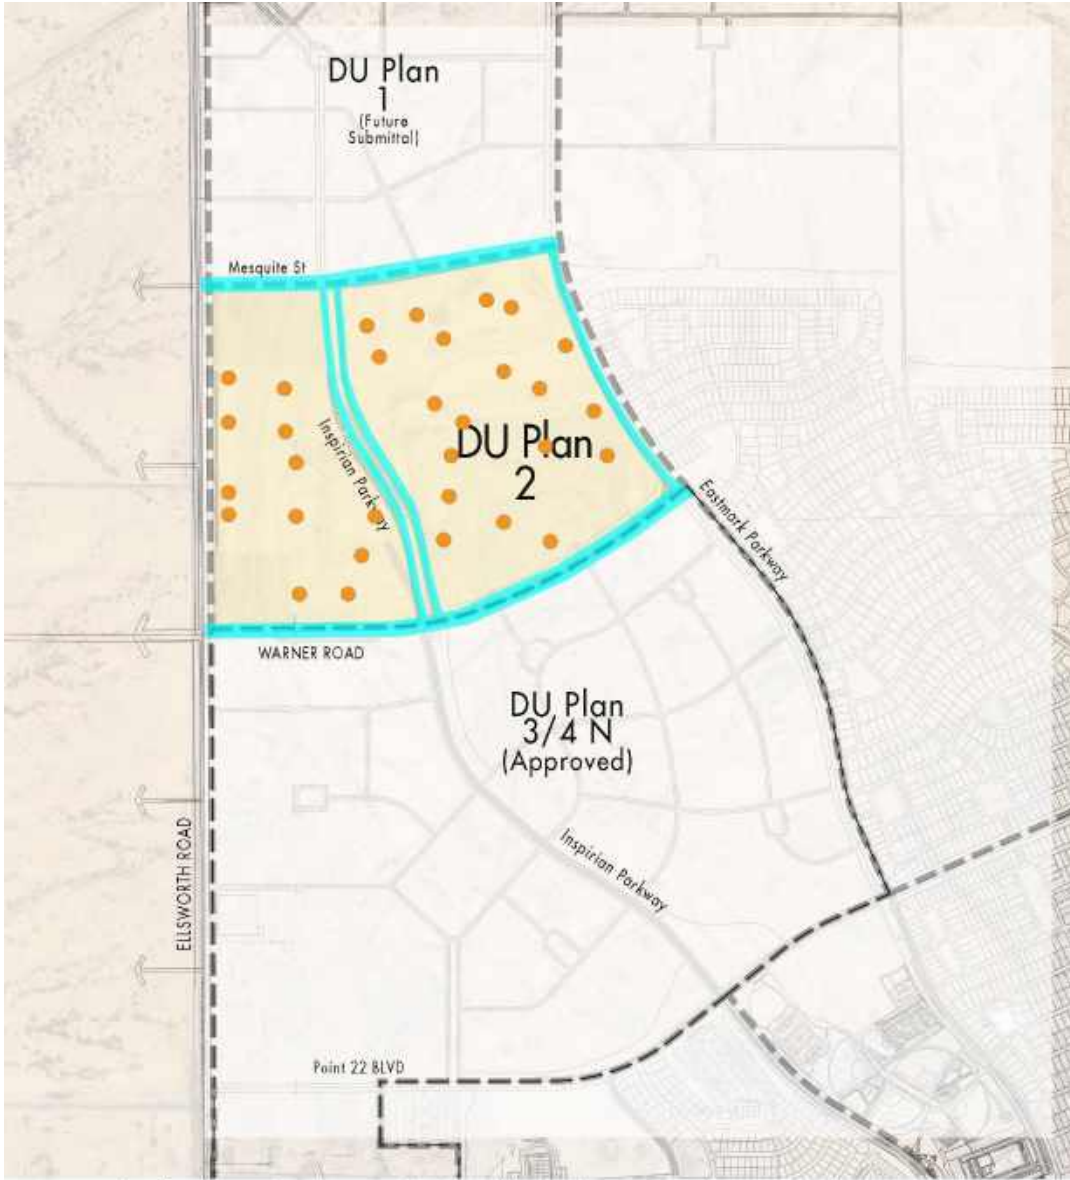 DU Plan
1
(Future
Submittal)
Mesquite St
Inspirian Parkway
DU Plan
2
Eastmark Parkway
WARNER ROAD
DU Plan
3/4 N
(Approved)
ELLSWORTH ROAD
Inspirian Parkway
Point 22 BLVD